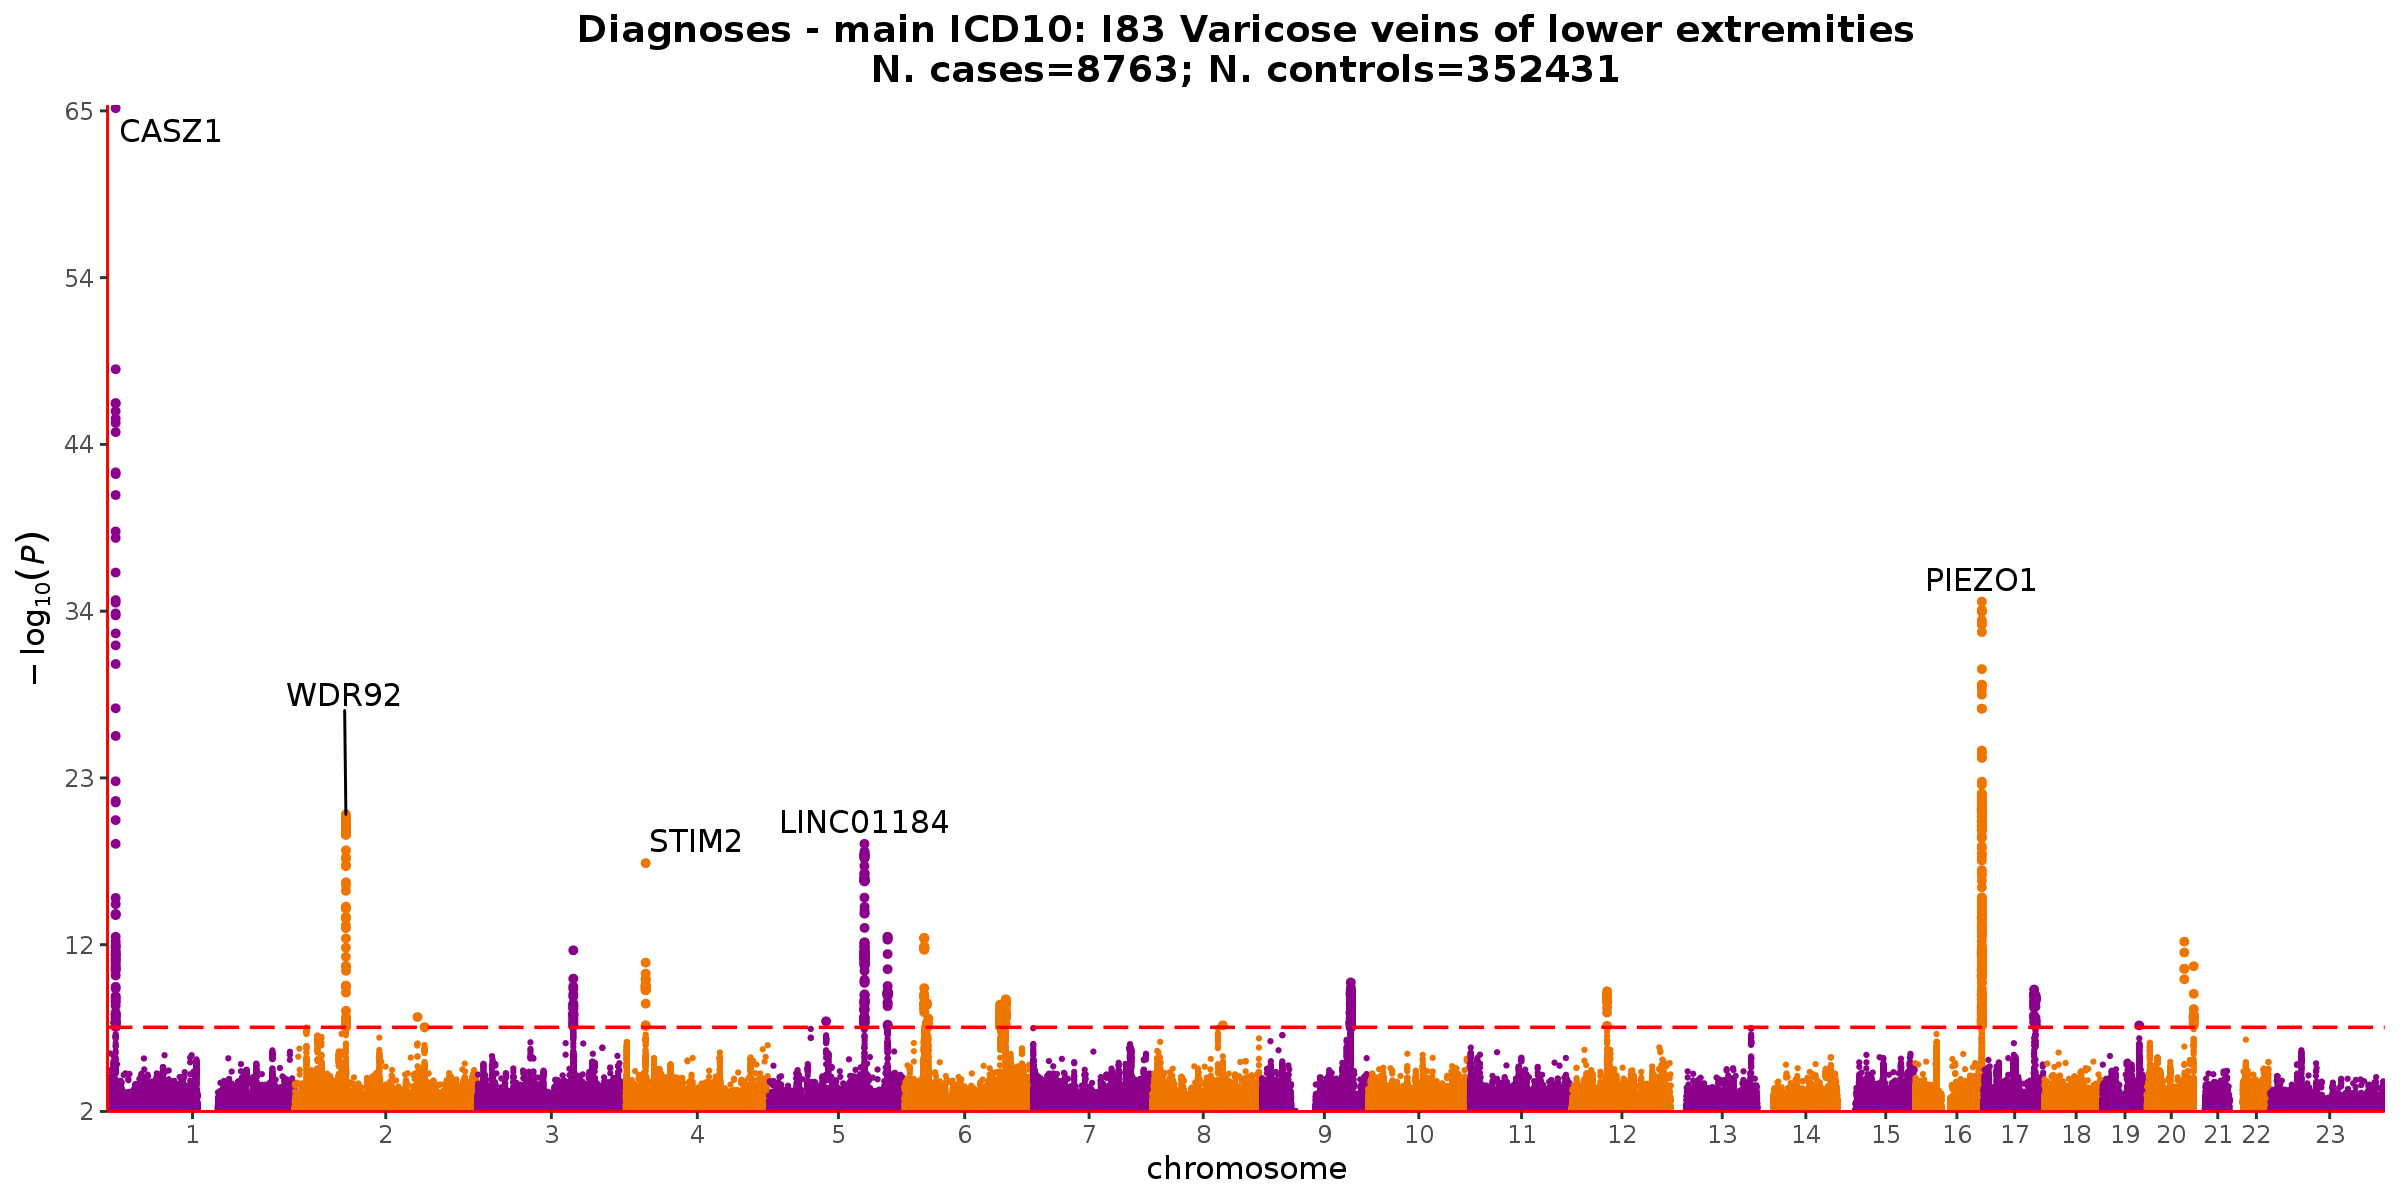 Diagnoses - main ICD10: I83 Varicose veins of lower extremities
N. cases=8763; N. controls=352431
65
CASZ1
54
44
34
23
12
2
−log10(P)
PIEZO1
WDR92
LINC01184
STIM2
1 2 3 4 5 6 7 8 9 10 11 12 13 14 15 16 17 18 19 20 21 22 23
chromosome